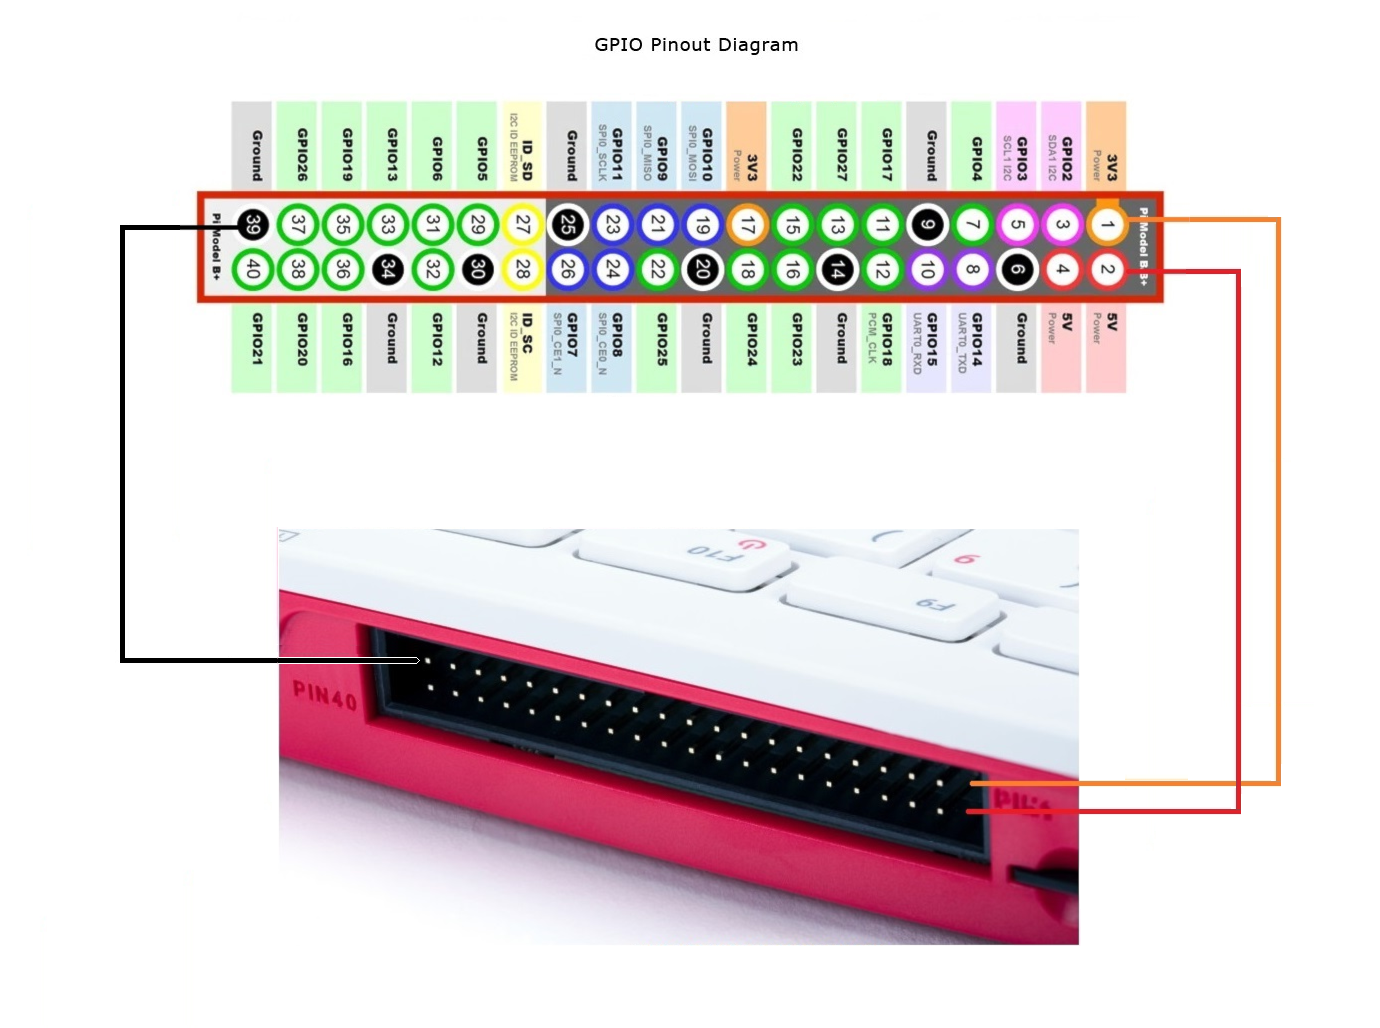 GPIO Pinout Diagram
Ground
GPIO26
GPIO19
GPIO13
GPIO6
GPIO5
ID_SD
I2C ID EEPROM
Ground
GPIO11
SPI0_SCLK
GPIO9
SPI0_MISO
GPIO10
SPI0_MOSI
3V3
Power
GPIO22
GPIO27
GPIO17
Ground
GPIO4
GPIO3
SCL1 I2C
GPIO2
SDA1 I2C
3V3
Power
39 37 35 33 31 29 27 25 23 21 19 17 15 13 11 9 7 5 3 1
40 38 36 34 32 30 28 26 24 22 20 18 16 14 12 10 8 6 4 2
Pi Model B+
GPIO21
GPIO20
GPIO16
Ground
GPIO12
Ground
ID_SC
I2C ID EEPROM
GPIO7
SPI0_CE1_N
GPIO8
SPI0_CE0_N
GPIO25
Ground
GPIO24
GPIO23
Ground
GPIO18
PCM_CLK
GPIO15
UART0_RXD
GPIO14
UART0_TXD
Ground
5V
Power
5V
Power
F10
9
F9
PIN40